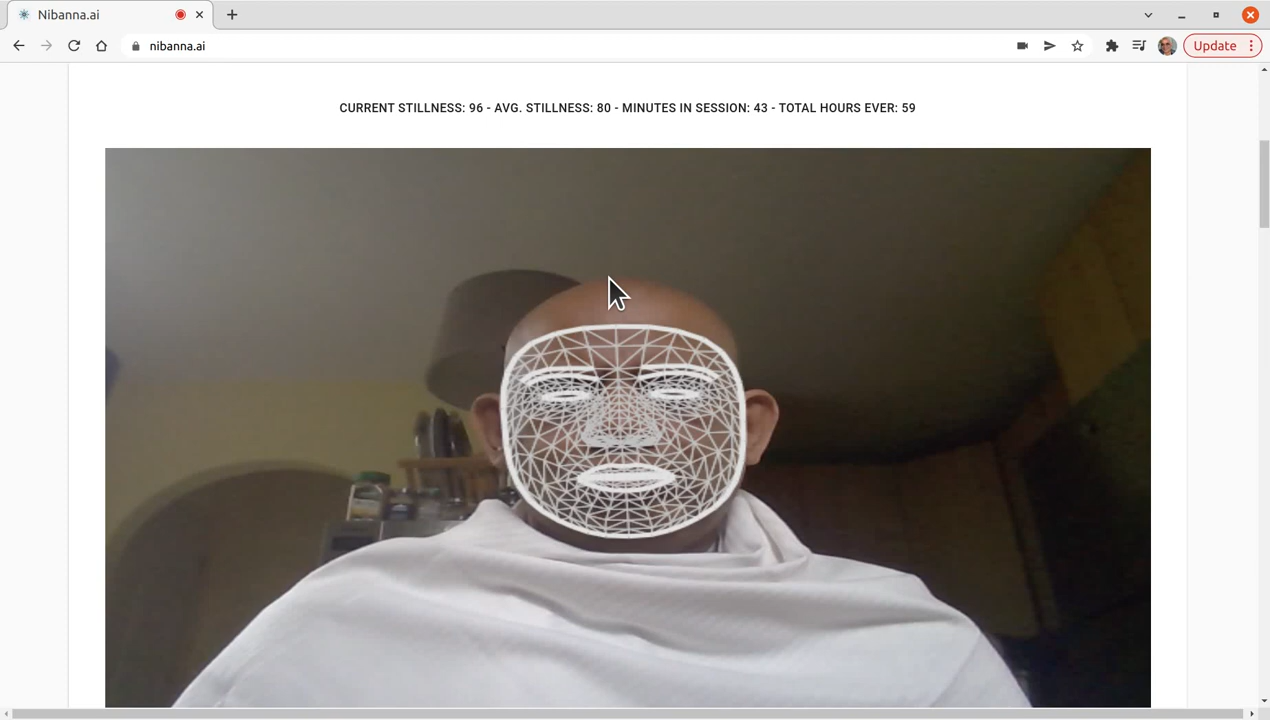 Nibanna.ai
nibanna.ai
Update
CURRENT STILLNESS: 96 - AVG. STILLNESS: 80 - MINUTES IN SESSION: 43 - TOTAL HOURS EVER: 59